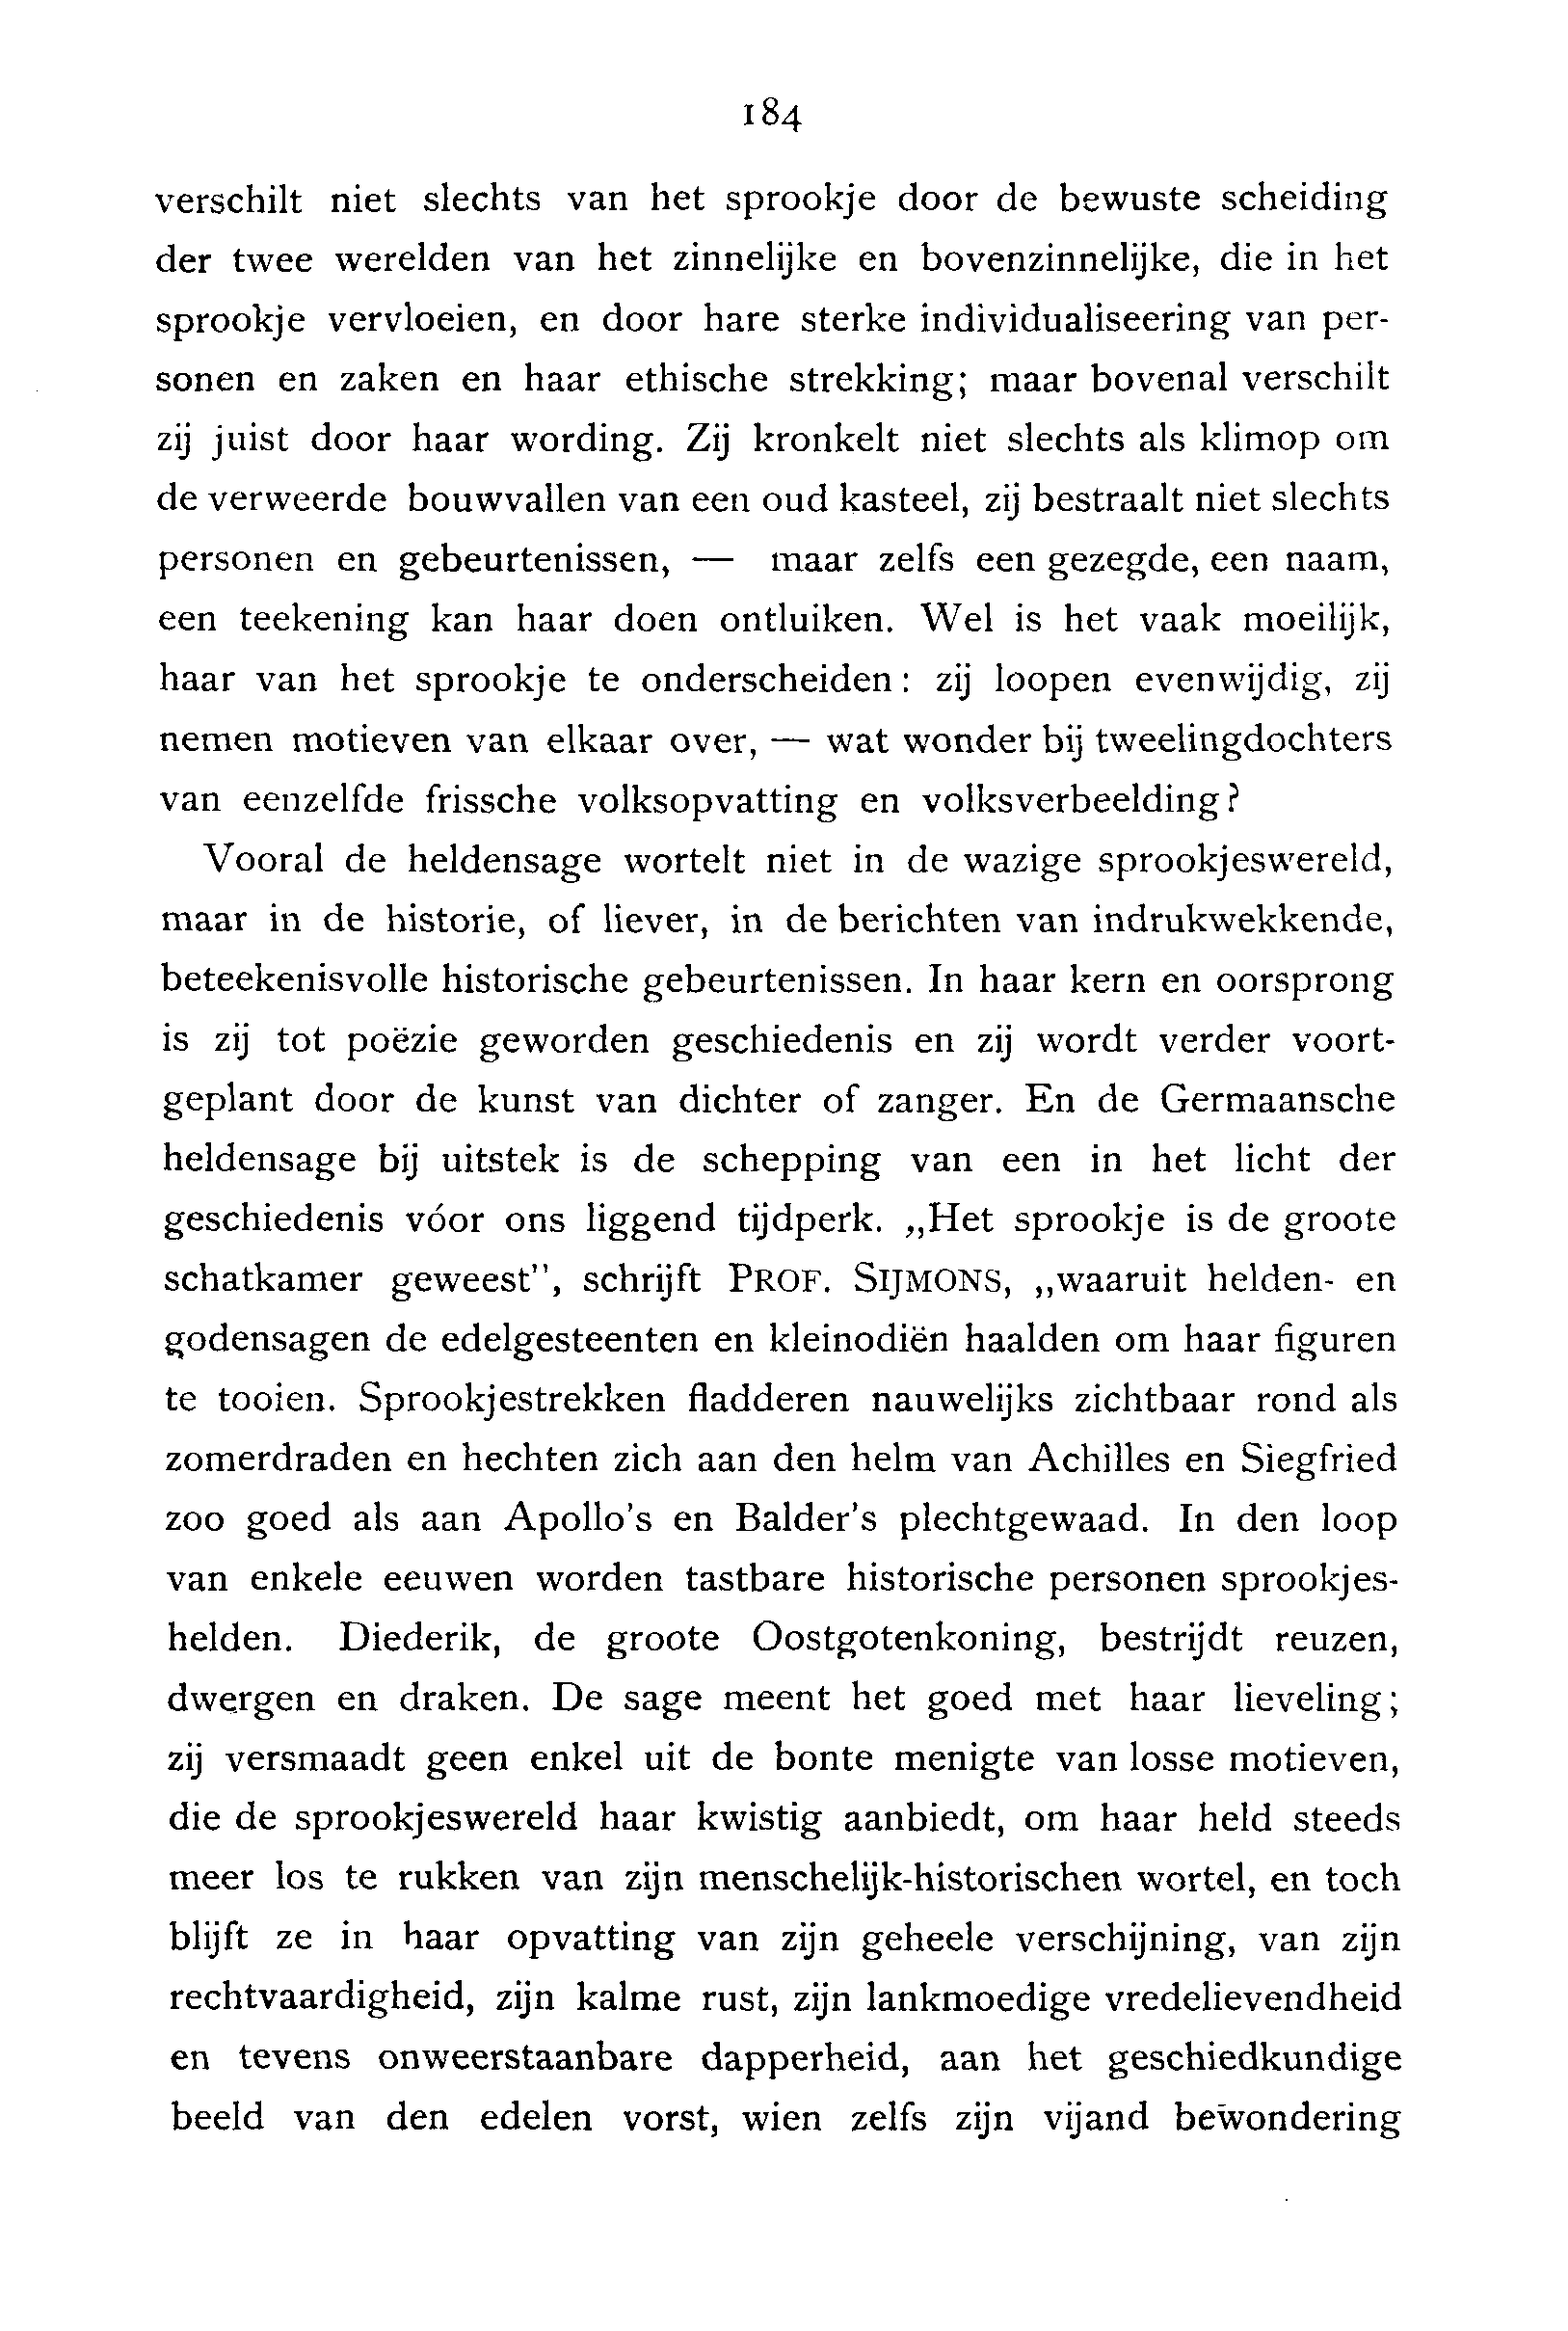 184
verschilt niet slechts van het sprookje door de bewuste scheiding
der twee werelden van het zinnelijke en bovenzinnelijke, die in het
sprookje vervloeien, en door hare sterke individualiseering van per-
sonen en zaken en haar ethische strekking; maar bovenal verschilt
zij juist door haar wording. Zij kronkelt niet slechts als klimop om
de verweerde bouwvallen van een oud kasteel, zij bestraalt niet slechts
personen en gebeurtenissen, — maar zelfs een gezegde, een naam,
een teekening kan haar doen ontluiken. Wel is het vaak moeilijk,
haar van het sprookje te onderscheiden: zij loopen evenwijdig, zij
nemen motieven van elkaar over, — wat wonder bij tweelingdochters
van eenzelfde frissche volksopvatting en volksverbeelding?
Vooral de heldensage wortelt niet in de wazige sprookjeswereld,
maar in de historie, of liever, in de berichten van indrukwekkende,
beteekenisvolle historische gebeurtenissen. In haar kern en oorsprong
is zij tot poëzie geworden geschiedenis en zij wordt verder voort-
geplant door de kunst van dichter of zanger. En de Germaansche
heldensage bij uitstek is de schepping van een in het licht der
geschiedenis vóor ons liggend tijdperk. „Het sprookje is de groote
schatkamer geweest”, schrijft PROF. SIJMONS, „waaruit helden- en
godensagen de edelgesteenten en kleinodiën haalden om haar figuren
te tooien. Sprookjestrekken fladderen nauwelijks zichtbaar rond als
zomerdraden en hechten zich aan den helm van Achilles en Siegfried
zoo goed als aan Apollo's en Balder's plechtgewaad. In den loop
van enkele eeuwen worden tastbare historische personen sprookjes-
helden. Diederik, de groote Oostgotenkoning, bestrijdt reuzen,
dwergen en draken. De sage meent het goed met haar lieveling;
zij versmaadt geen enkel uit de bonte menigte van losse motieven,
die de sprookjeswereld haar kwistig aanbiedt, om haar held steeds
meer los te rukken van zijn menschelijk-historischen wortel, en toch
blijft ze in haar opvatting van zijn geheele verschijning, van zijn
rechtvaardigheid, zijn kalme rust, zijn lankmoedige vredelievendheid
en tevens onweerstaanbare dapperheid, aan het geschiedkundige
beeld van den edelen vorst, wien zelfs zijn vijand bewondering